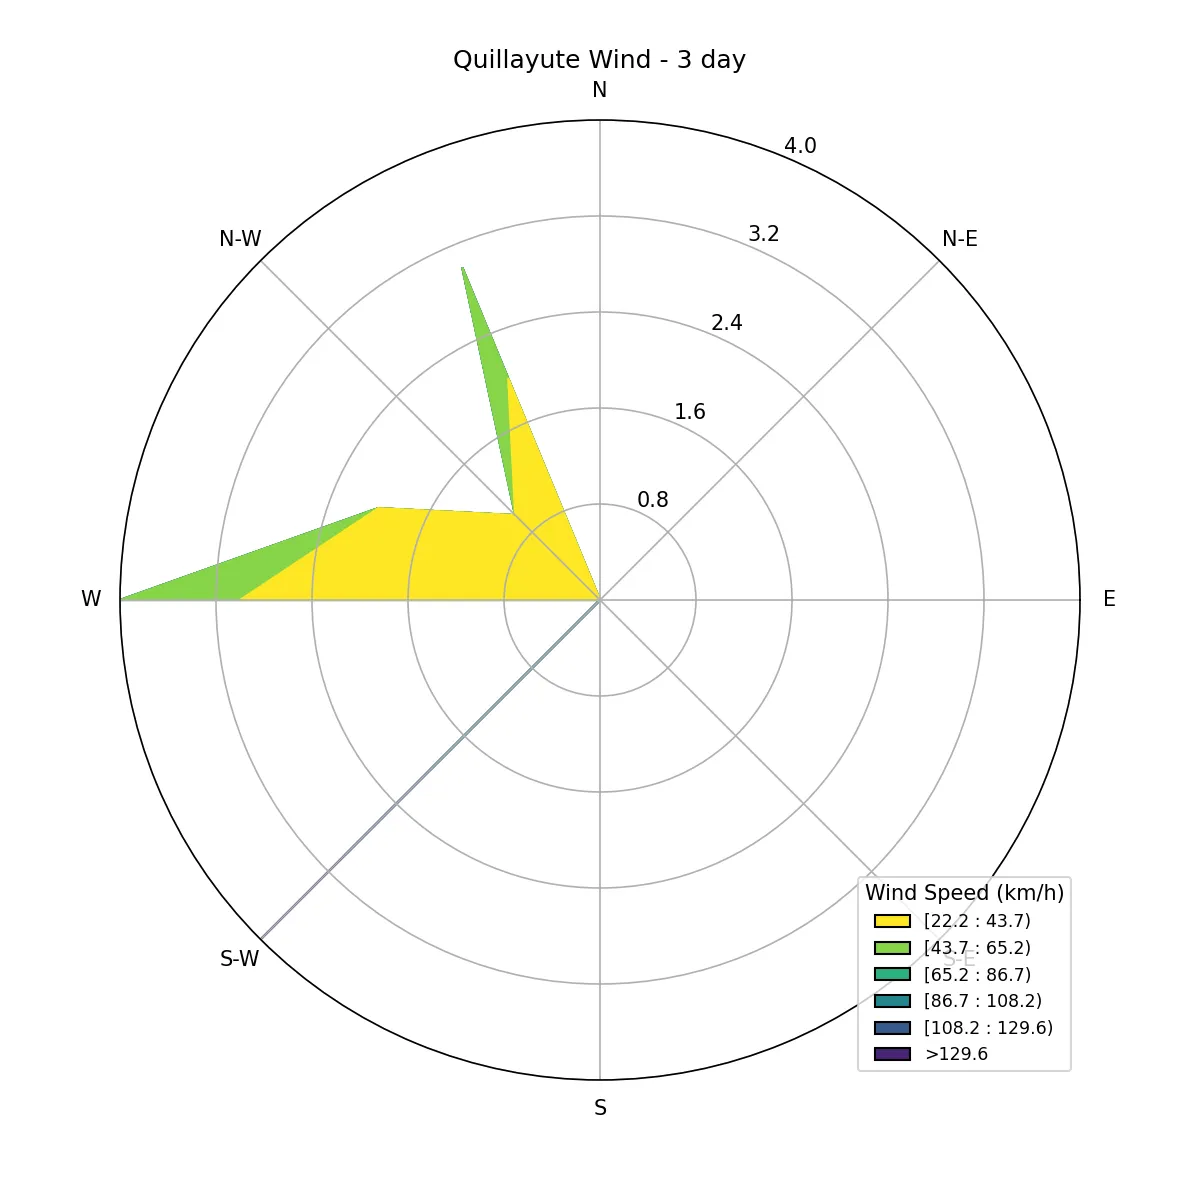 Quillayute Wind - 3 day
N
4.0
N-W
N-E
3.2
2.4
1.6
0.8
W
E
S-W
S-E
S
Wind Speed (km/h)
[22.2 : 43.7)
[43.7 : 65.2)
[65.2 : 86.7)
[86.7 : 108.2)
[108.2 : 129.6)
>129.6